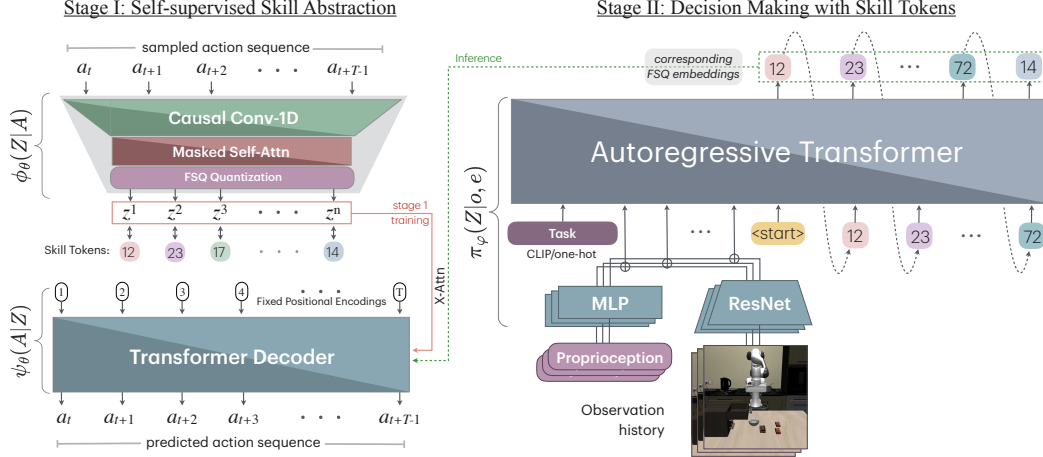 Stage I: Self-supervised Skill Abstraction
sampled action sequence
a_t a_{t+1} a_{t+2} · · · a_{t+T-1}
ϕ_θ(Z|A)
Causal Conv-1D
Masked Self-Attn
FSQ Quantization
z^1 z^2 z^3 · · · z^n
stage 1
training
Skill Tokens: 12 23 17 · · · 14
X-Attn
1 2 3 4 · · · T
Fixed Positional Encodings
ψ_θ(A|Z)
Transformer Decoder
a_t a_{t+1} a_{t+2} a_{t+3} · · · a_{t+T-1}
predicted action sequence
Stage II: Decision Making with Skill Tokens
Inference
corresponding
FSQ embeddings
12 23 ··· 72 14
Autoregressive Transformer
π_φ(Z|o, e)
Task
CLIP/one-hot
···
<start> 12 23 ··· 72
MLP
ResNet
Proprioception
Observation
history